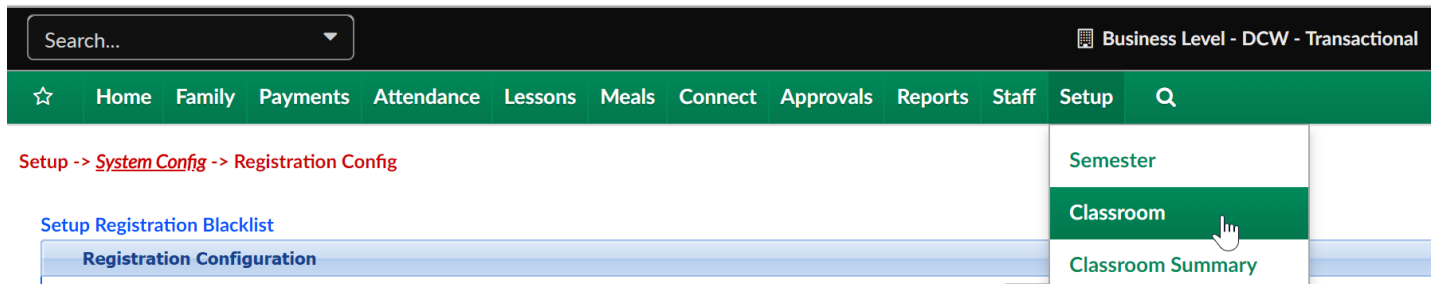 Search...
Business Level - DCW - Transactional
Home Family Payments Attendance Lessons Meals Connect Approvals Reports Staff Setup
Setup -> System Config -> Registration Config
Semester
Classroom
Classroom Summary
Setup Registration Blacklist
Registration Configuration